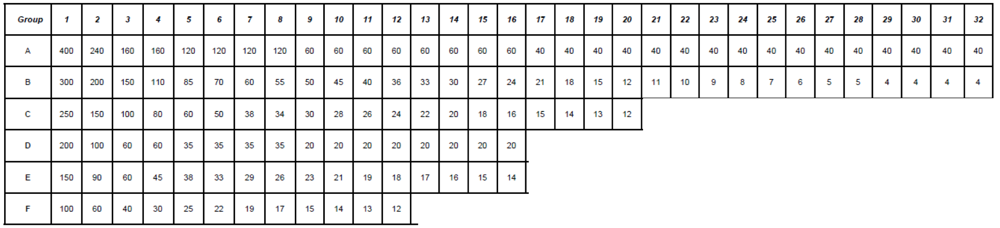 Group 1 2 3 4 5 6 7 8 9 10 11 12 13 14 15 16 17 18 19 20 21 22 23 24 25 26 27 28 29 30 31 32
A 400 240 160 160 120 120 120 120 60 60 60 60 60 60 60 60 40 40 40 40 40 40 40 40 40 40 40 40 40 40 40 40
B 300 200 150 110 85 70 60 55 50 45 40 36 33 30 27 24 21 18 15 12 11 10 9 8 7 6 5 5 4 4 4 4
C 250 150 100 80 60 50 38 34 30 28 26 24 22 20 18 16 15 14 13 12
D 200 100 60 60 35 35 35 35 20 20 20 20 20 20 20 20
E 150 90 60 45 38 33 29 26 23 21 19 18 17 16 15 14
F 100 60 40 30 25 22 19 17 15 14 13 12